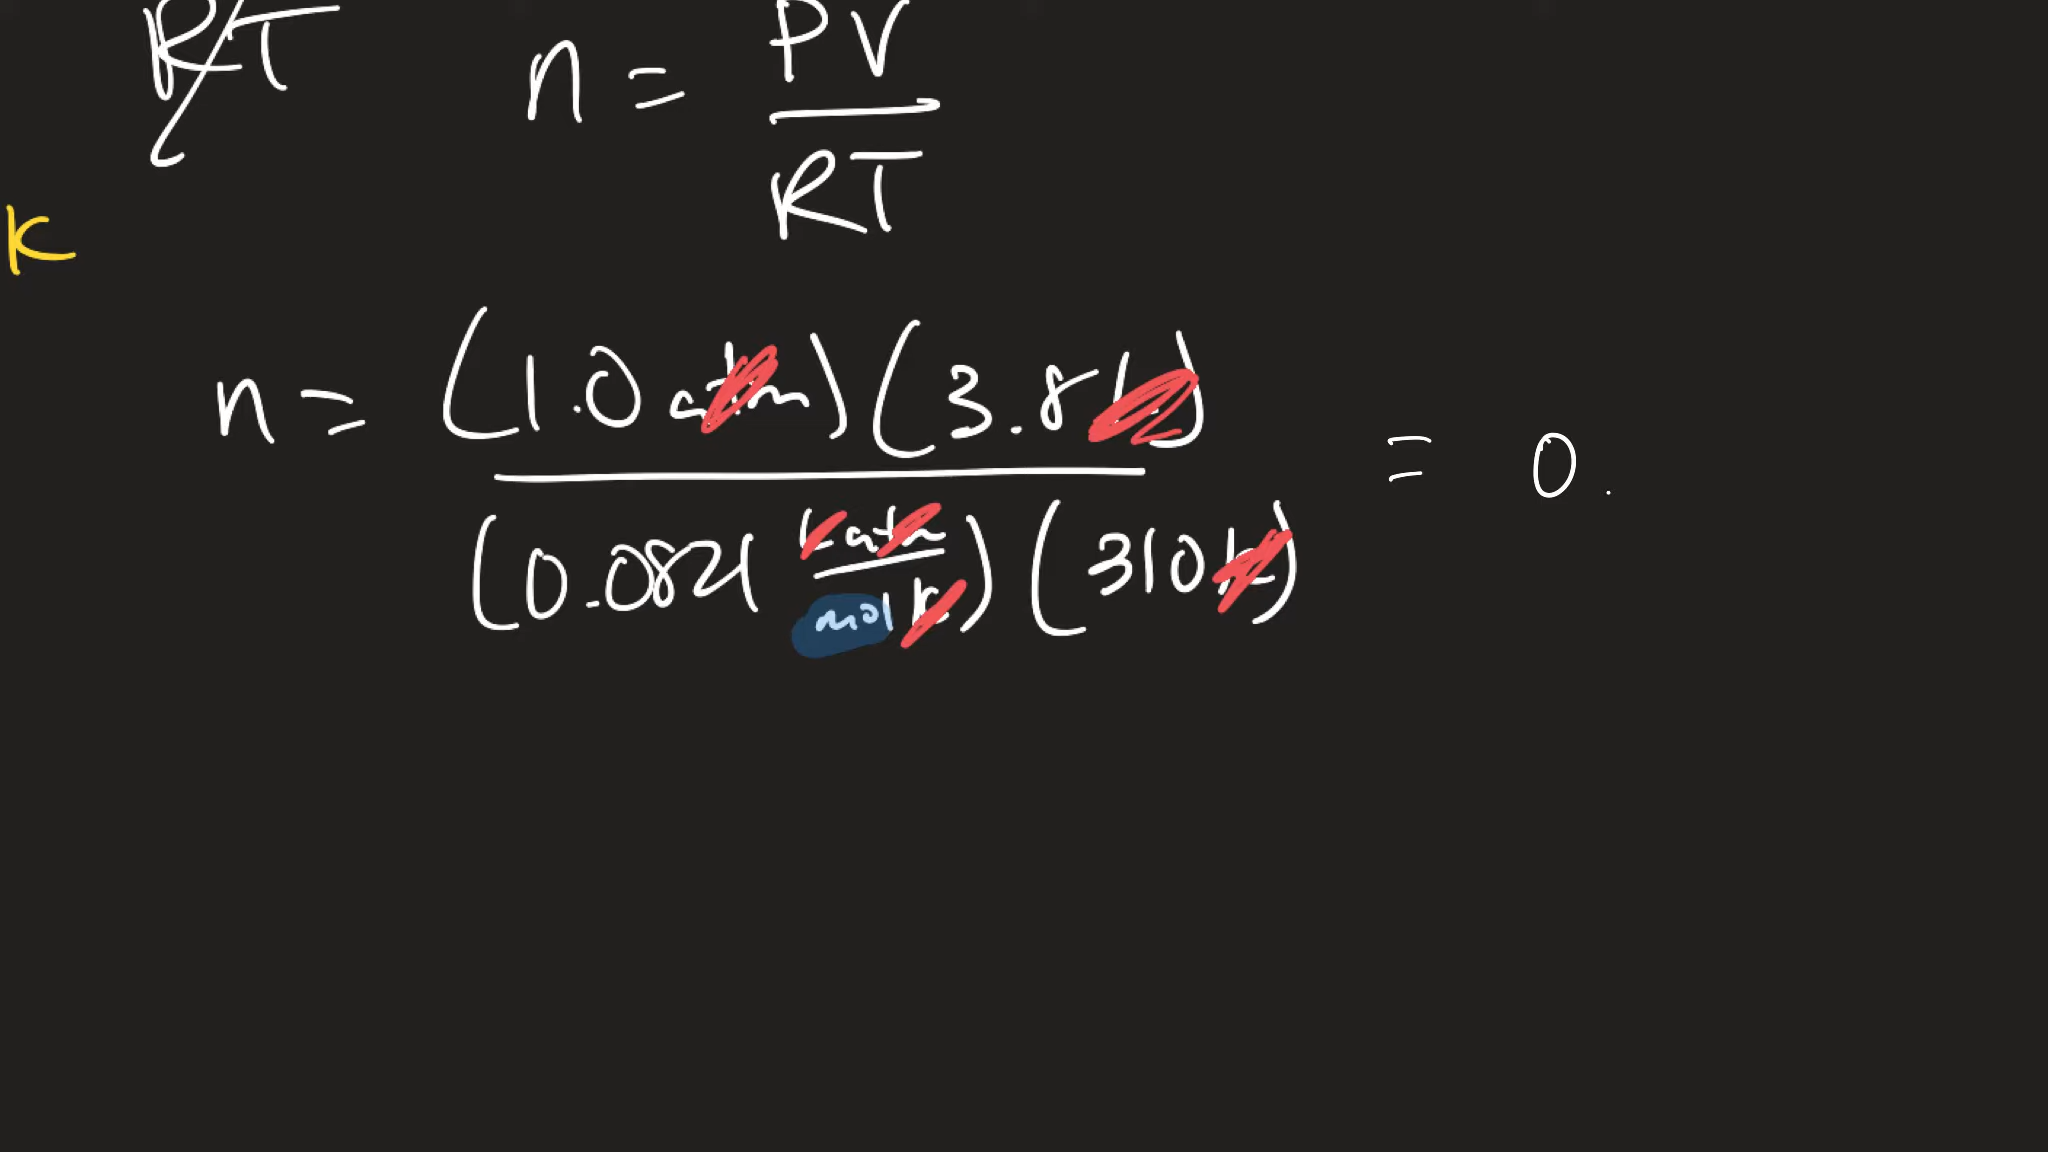 RT n = PV
RT
K
n = (1.0 atm) (3.8 L) = 0.
(0.0821 L atm
mol K) (310 K)